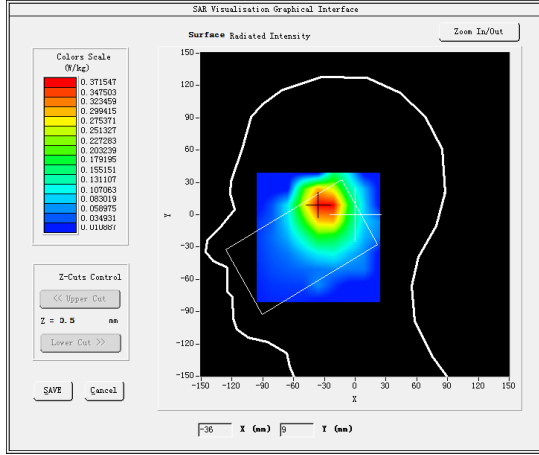 SAR Visualisation Graphical Interface
Surface Radiated Intensity
Zoom In/Out
Colors Scale
(W/kg)
0.371547
0.347503
0.323459
0.299415
0.275371
0.251327
0.227283
0.203239
0.179195
0.155151
0.131107
0.107063
0.083019
0.058975
0.034931
0.010887
Z-Cuts Control
<< Upper Cut
Z = 3.5 mm
Lower Cut >>
SAVE
Cancel
150
120
90
60
30
0
-30
-60
-90
-120
-150
Y
-150 -120 -90 -60 -30 0 30 60 90 120 150
X
-36 X (mm) 9 Y (mm)